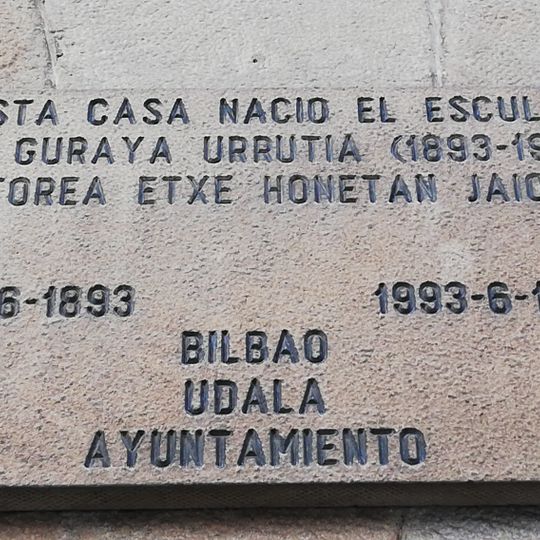 STA CASA NACIO EL ESCUL
GURAYA URRUTIA (1893-19
TOREA ETXE HONETAN JAIO
6-1893 1993-6-1
BILBAO
UDALA
AYUNTAMIENTO